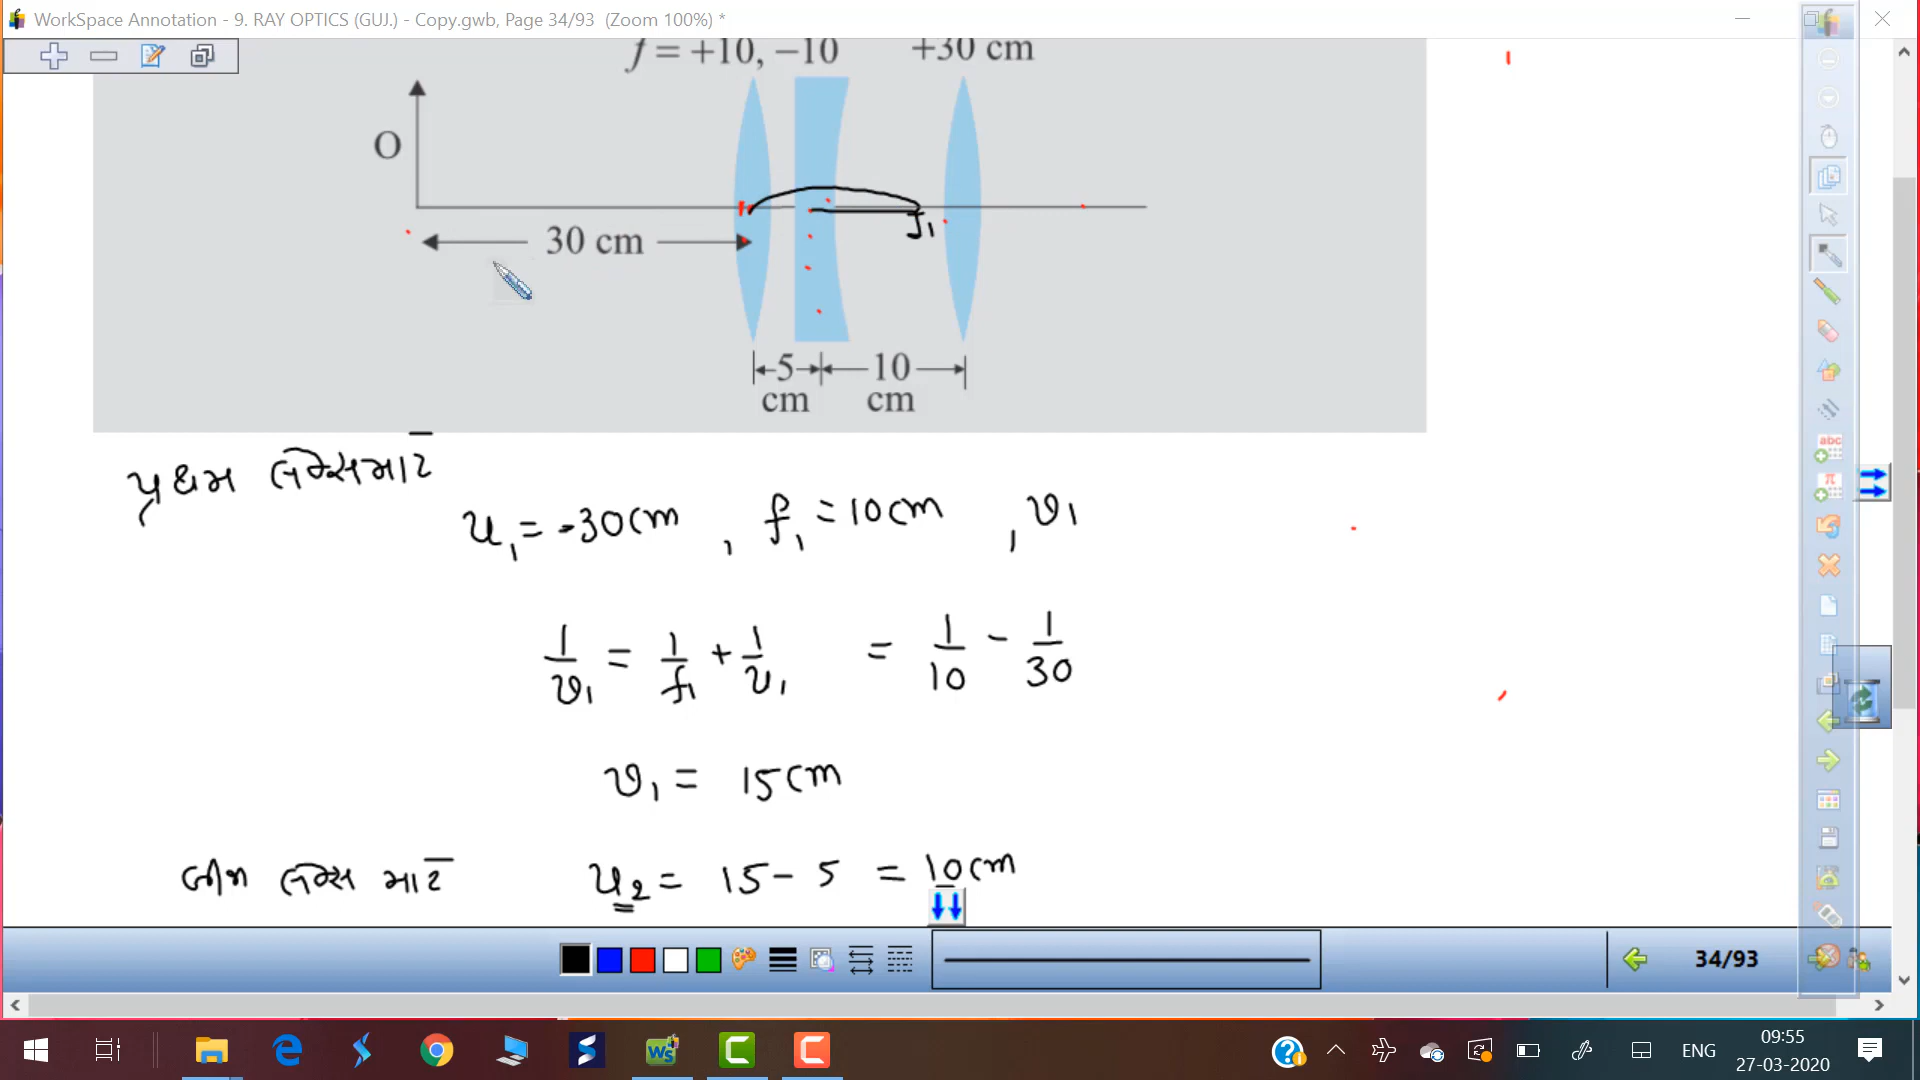 WorkSpace Annotation - 9. RAY OPTICS (GUJ.) - Copy.gwb, Page 34/93 (Zoom 100%) *
f = +10, −10 +30 cm
O
I₁
30 cm
5 10
cm cm
પ્રથમ લેન્સ માટે
u₁ = -30cm , f₁ = 10cm , v₁
1/v₁ = 1/f₁ + 1/u₁ = 1/10 - 1/30
v₁ = 15cm
બીજા લેન્સ માટે u₂ = 15 - 5 = 10cm
34/93
09:55
ENG
27-03-2020